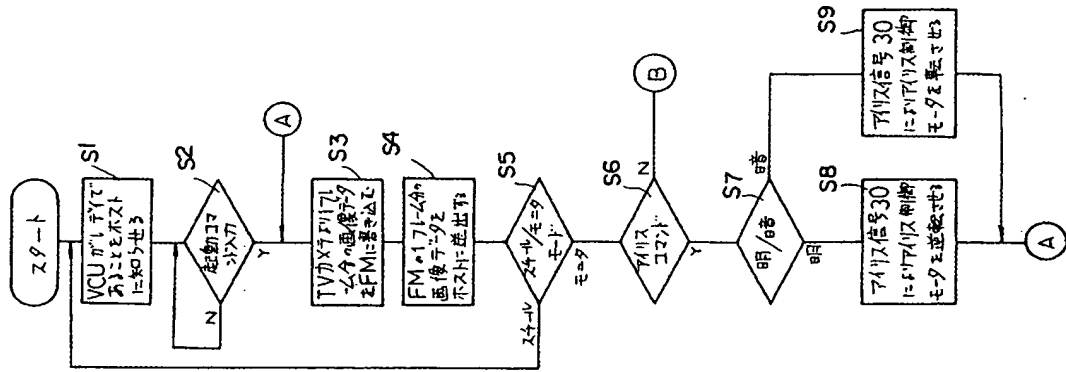 スタート
S1
VCUがレディで
あることをホスト
に知らせる
S2
起動コマ
ンド入力
N
Y
A
S3
TVカメラより1フレ
ーム分の画像データ
をFMに書き込む
S4
FMの1フレーム分の
画像データを
ホストに送出する
S5
スチール/モニタ
モード
スチール
モニタ
S6
アイリス
コマンド
N
B
Y
S7
明/暗
暗
明
S8
アイリス信号30
によりアイリス制御
モータを逆転させる
S9
アイリス信号30
によりアイリス制御
モータを転させる
A